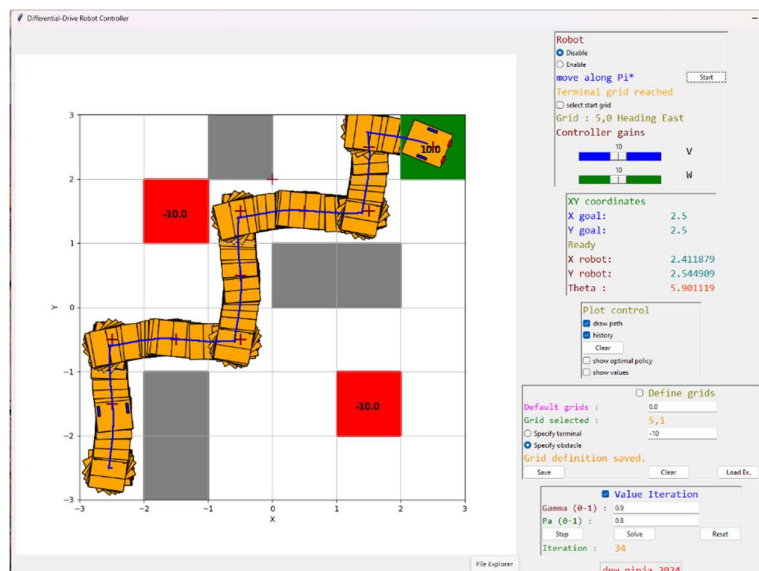 Differential-Drive Robot Controller
Robot
Disable
Enable
move along Pi*
Start
Terminal grid reached
select start grid
Grid : 5,0 Heading East
Controller gains
10
V
10
W
XY coordinates
X goal: 2.5
Y goal: 2.5
Ready
X robot: 2.411879
Y robot: 2.544909
Theta : 5.901119
Plot control
draw path
history
Clear
show optimal policy
show values
Define grids
Default grids : 0.0
Grid selected : 5,1
Specify terminal -10
Specify obstacle
Grid definition saved.
Save Clear Load Ex.
Value Iteration
Gamma (0-1) : 0.9
Pa (0-1) : 0.8
Step Solve Reset
Iteration : 34
dew.ninja 2024
File Explorer
3
2
1
0
−1
−2
−3
Y
−3 −2 −1 0 1 2 3
X
10.0
-10.0
-10.0